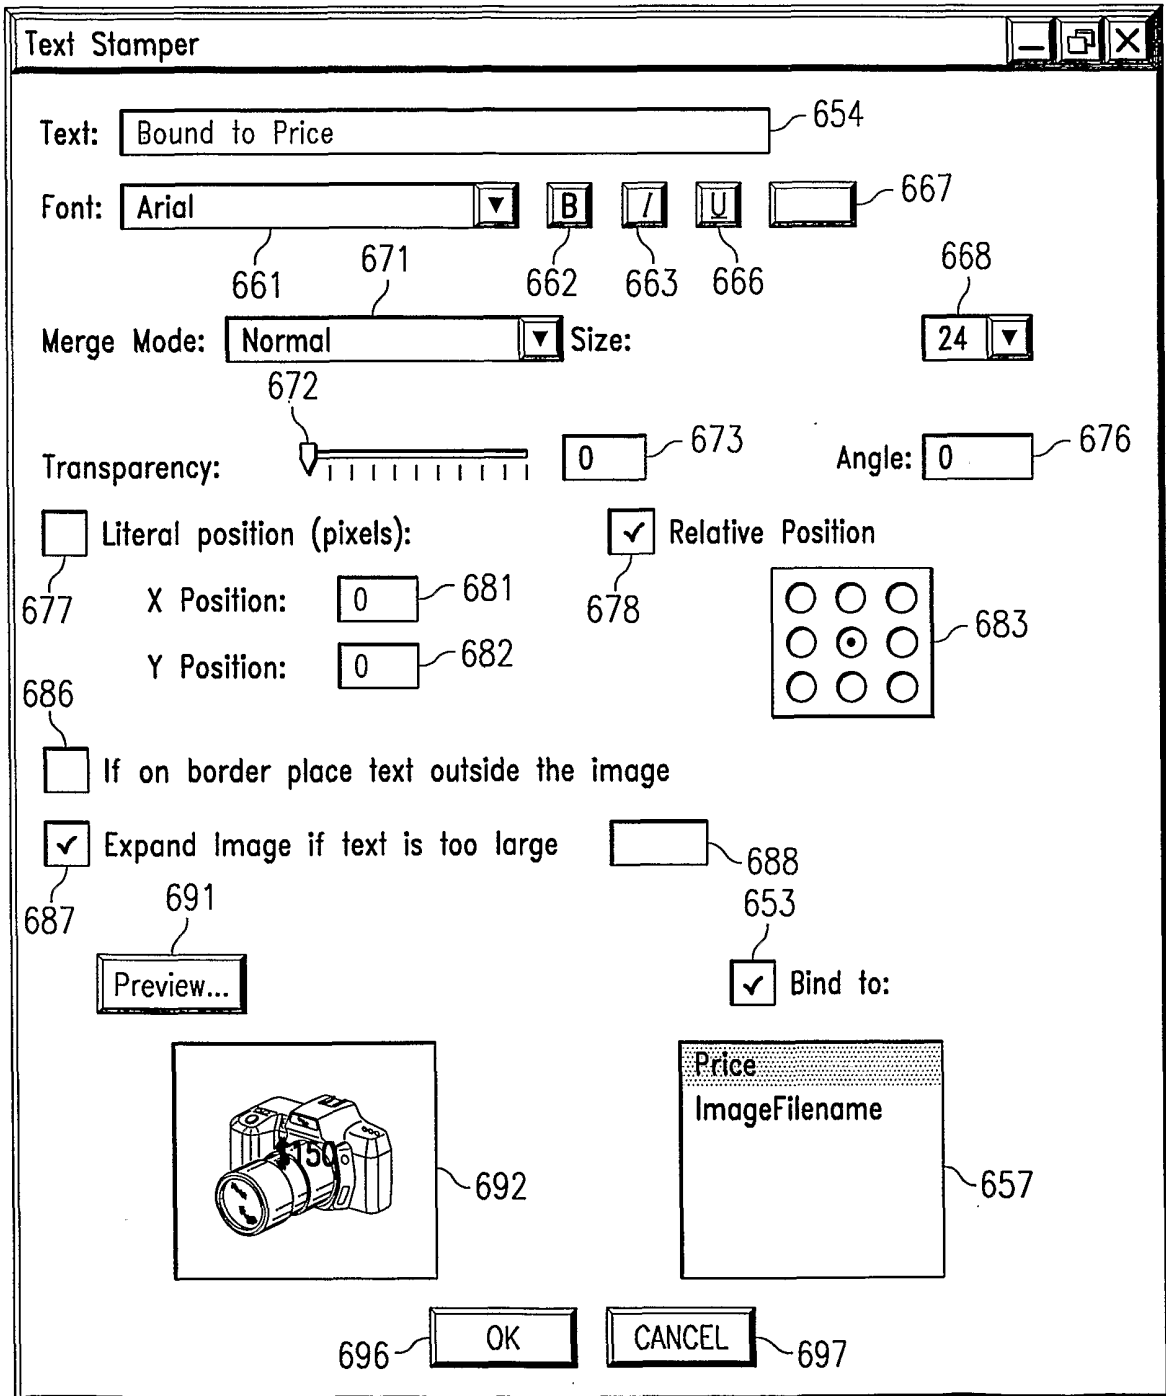 Text Stamper
Text: Bound to Price 654
Font: Arial B I U 667
661 671 662 663 666 668
Merge Mode: Normal Size: 24
672
Transparency: 0 673 Angle: 0 676
Literal position (pixels): Relative Position
677 X Position: 0 681 678 683
Y Position: 0 682
686
If on border place text outside the image
Expand Image if text is too large 688
687 691 653
Preview... Bind to:
Price
ImageFilename
$150
692 657
696 OK CANCEL 697